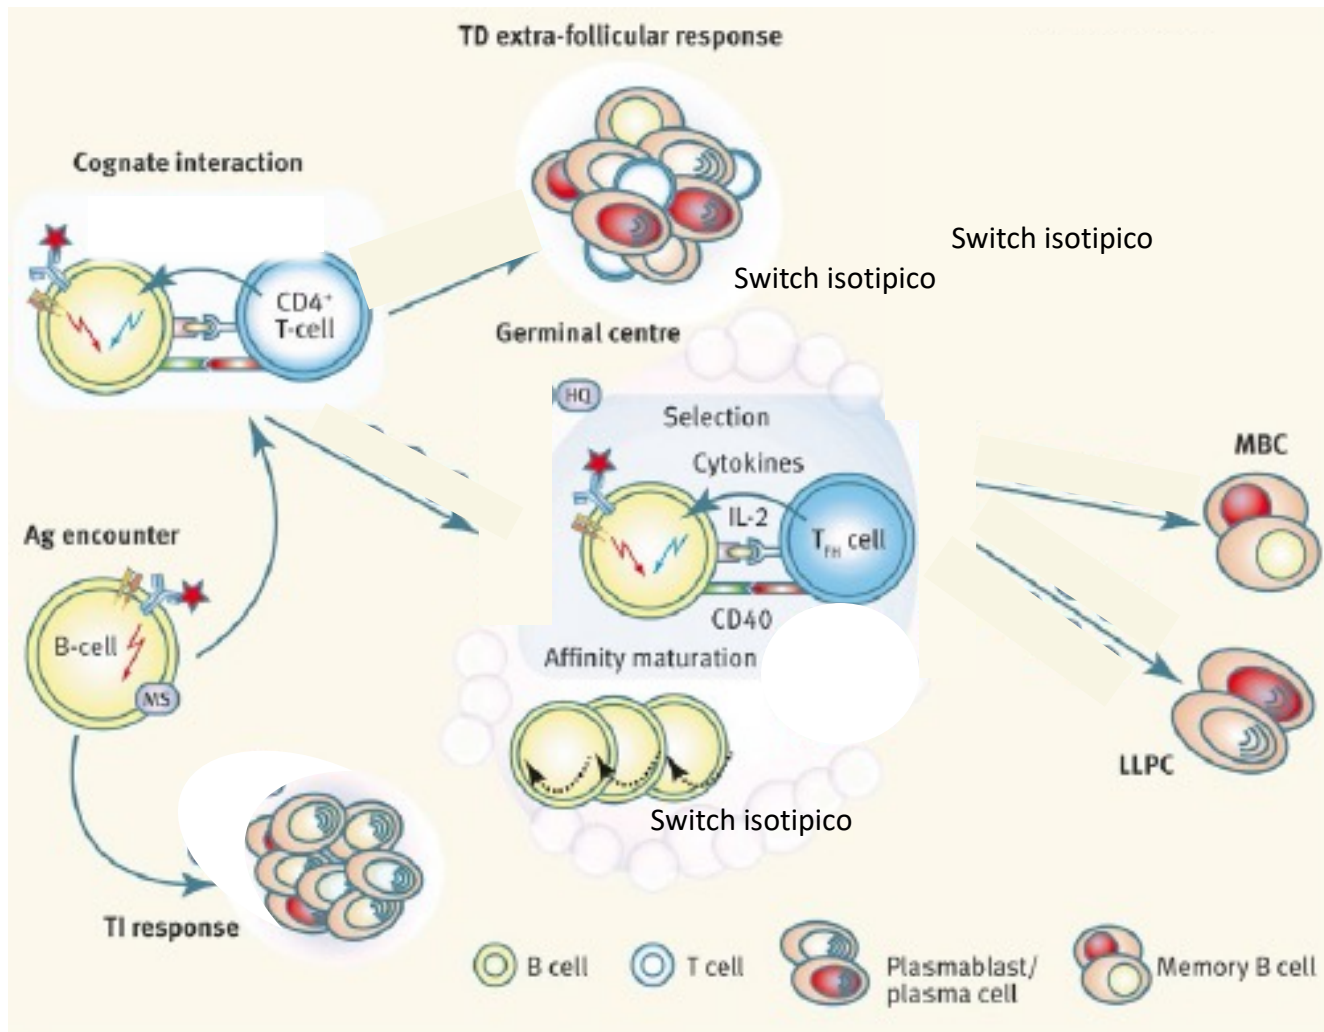 TD extra-follicular response
Cognate interaction
CD4⁺
T-cell
Switch isotipico
Switch isotipico
Germinal centre
HQ
Selection
Cytokines
IL-2
TFH cell
CD40
Affinity maturation
Switch isotipico
MBC
LLPC
Ag encounter
B-cell
MS
TI response
B cell
T cell
Plasmablast/
plasma cell
Memory B cell